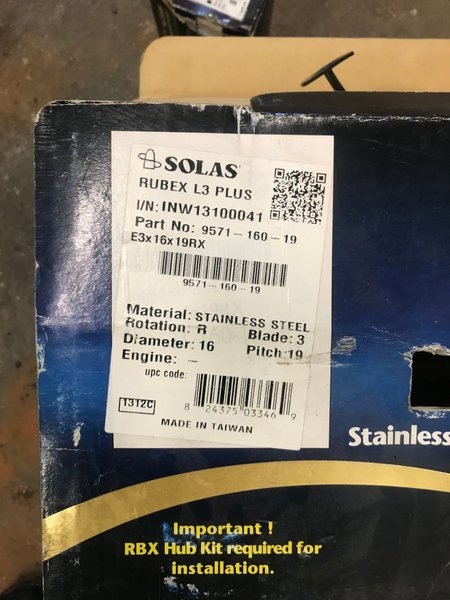 SOLAS
RUBEX L3 PLUS
I/N: INW13100041
Part No: 9571-160-19
E3x16x19RX
9571-160-19
Material: STAINLESS STEEL
Rotation: R Blade: 3
Diameter: 16 Pitch: 19
Engine: —
upc code:
1312C
8 24375 03346 9
MADE IN TAIWAN
Stainless
Important !
RBX Hub Kit required for
installation.